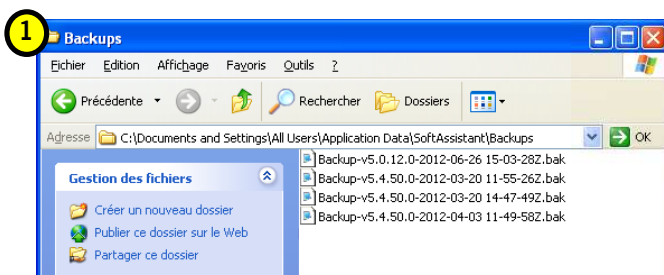 1
Backups
Fichier Edition Affichage Favoris Outils ?
Précédente Rechercher Dossiers
Adresse C:\Documents and Settings\All Users\Application Data\SoftAssistant\Backups OK
Gestion des fichiers
Créer un nouveau dossier
Publier ce dossier sur le Web
Partager ce dossier
Backup-v5.0.12.0-2012-06-26 15-03-28Z.bak
Backup-v5.4.50.0-2012-03-20 11-55-26Z.bak
Backup-v5.4.50.0-2012-03-20 14-47-49Z.bak
Backup-v5.4.50.0-2012-04-03 11-49-58Z.bak